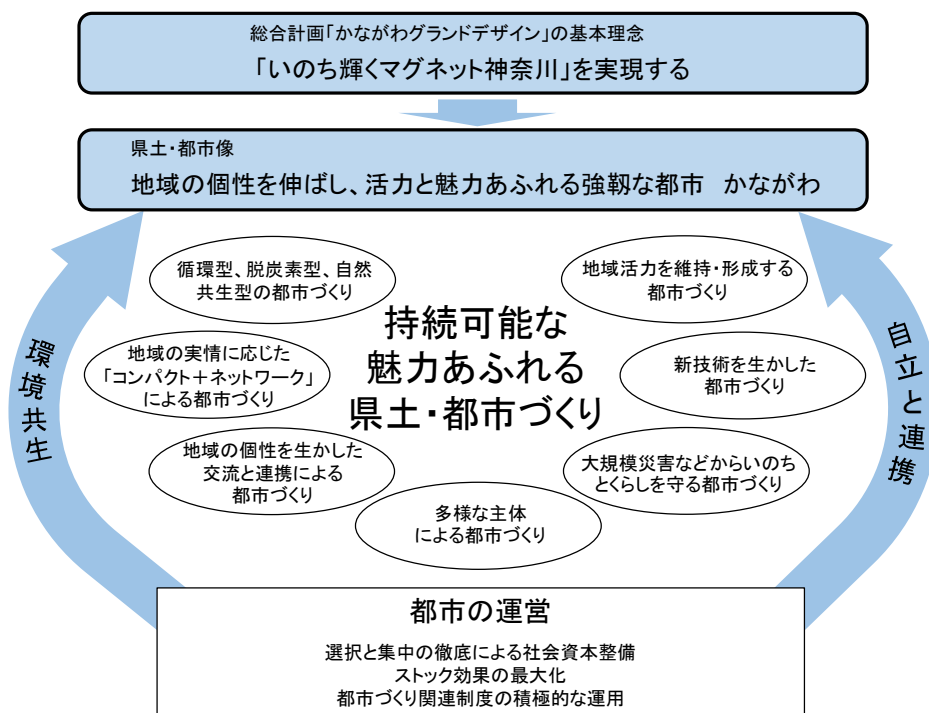 総合計画「かながわグランドデザイン」の基本理念
「いのち輝くマグネット神奈川」を実現する
県土・都市像
地域の個性を伸ばし、活力と魅力あふれる強靱な都市　かながわ
循環型、脱炭素型、自然
共生型の都市づくり
地域活力を維持・形成する
都市づくり
持続可能な
魅力あふれる
県土・都市づくり
地域の実情に応じた
「コンパクト＋ネットワーク」
による都市づくり
新技術を生かした
都市づくり
地域の個性を生かした
交流と連携による
都市づくり
大規模災害などからいのち
とくらしを守る都市づくり
多様な主体
による都市づくり
環境共生
自立と連携
都市の運営
選択と集中の徹底による社会資本整備
ストック効果の最大化
都市づくり関連制度の積極的な運用